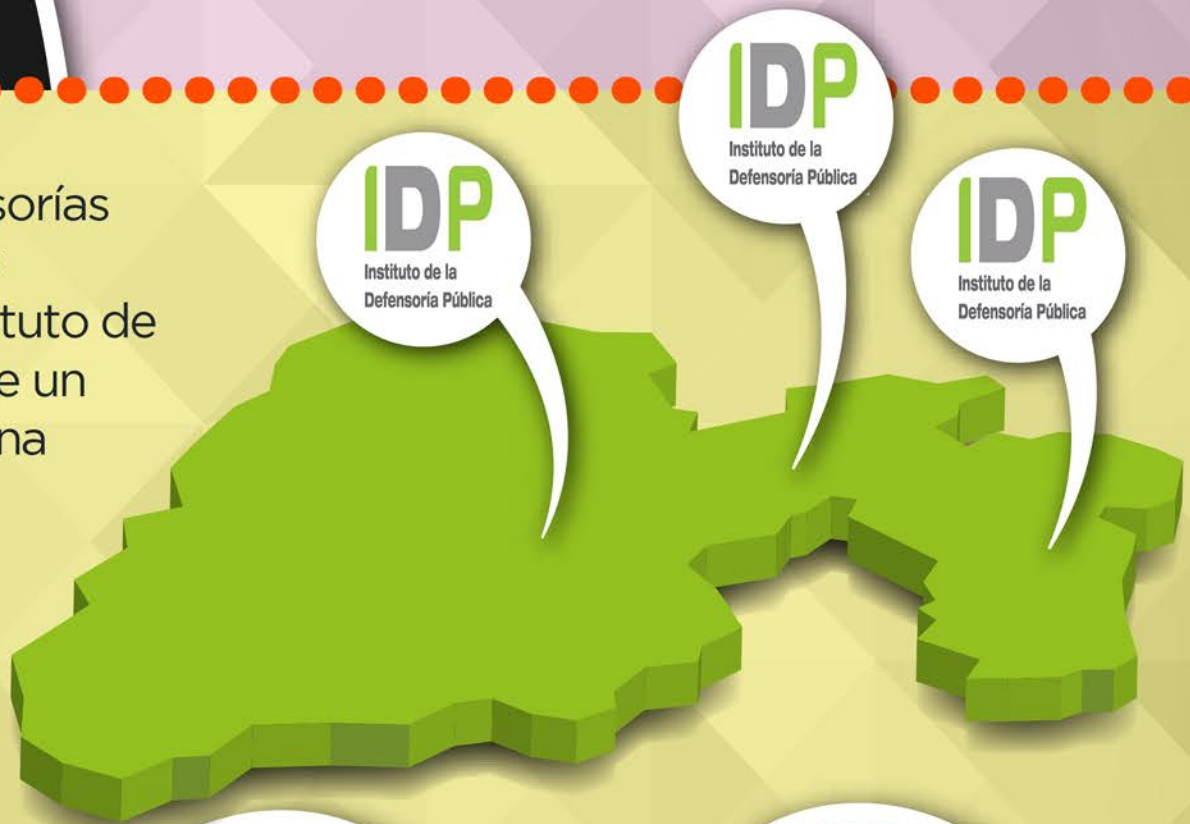 sorías
tuto de
e un
na
IDP
Instituto de la
Defensoría Pública
IDP
Instituto de la
Defensoría Pública
IDP
Instituto de la
Defensoría Pública